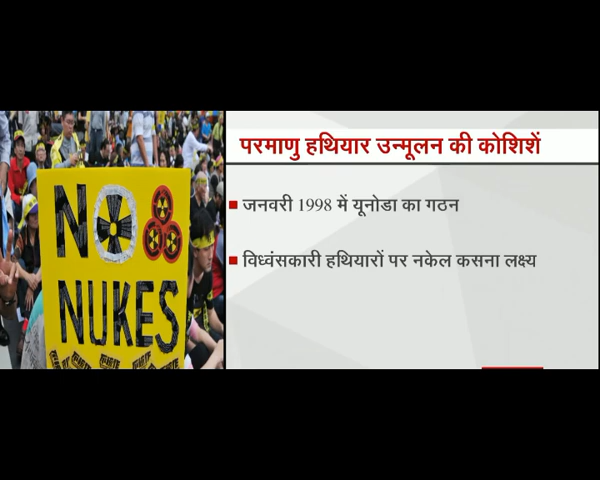 परमाणु हथियार उन्मूलन की कोशिशें
जनवरी 1998 में यूनोडा का गठन
विध्वंसकारी हथियारों पर नकेल कसना लक्ष्य
NO
NUKES